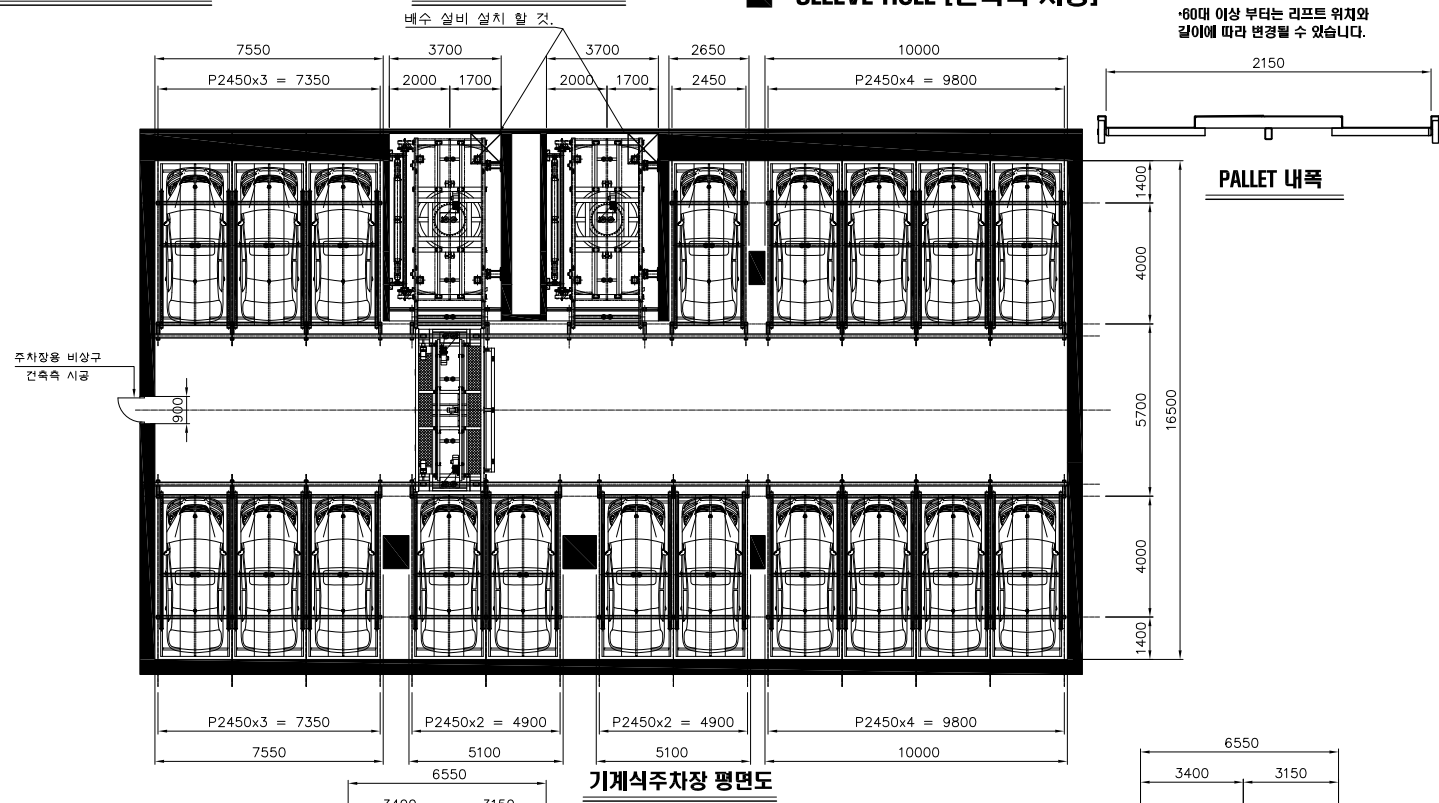 배수 설비 설치 할 것.
•60대 이상 부터는 리프트 위치와
길이에 따라 변경될 수 있습니다.
7550
3700
3700
2650
10000
2150
P2450x3 = 7350
2000
1700
2000
1700
2450
P2450x4 = 9800
PALLET 내폭
1400
4000
5700
16500
4000
1400
주차장용 비상구
건축측 시공
900
P2450x3 = 7350
P2450x2 = 4900
P2450x2 = 4900
P2450x4 = 9800
7550
5100
5100
10000
기계식주차장 평면도
6550
6550
3400
3150